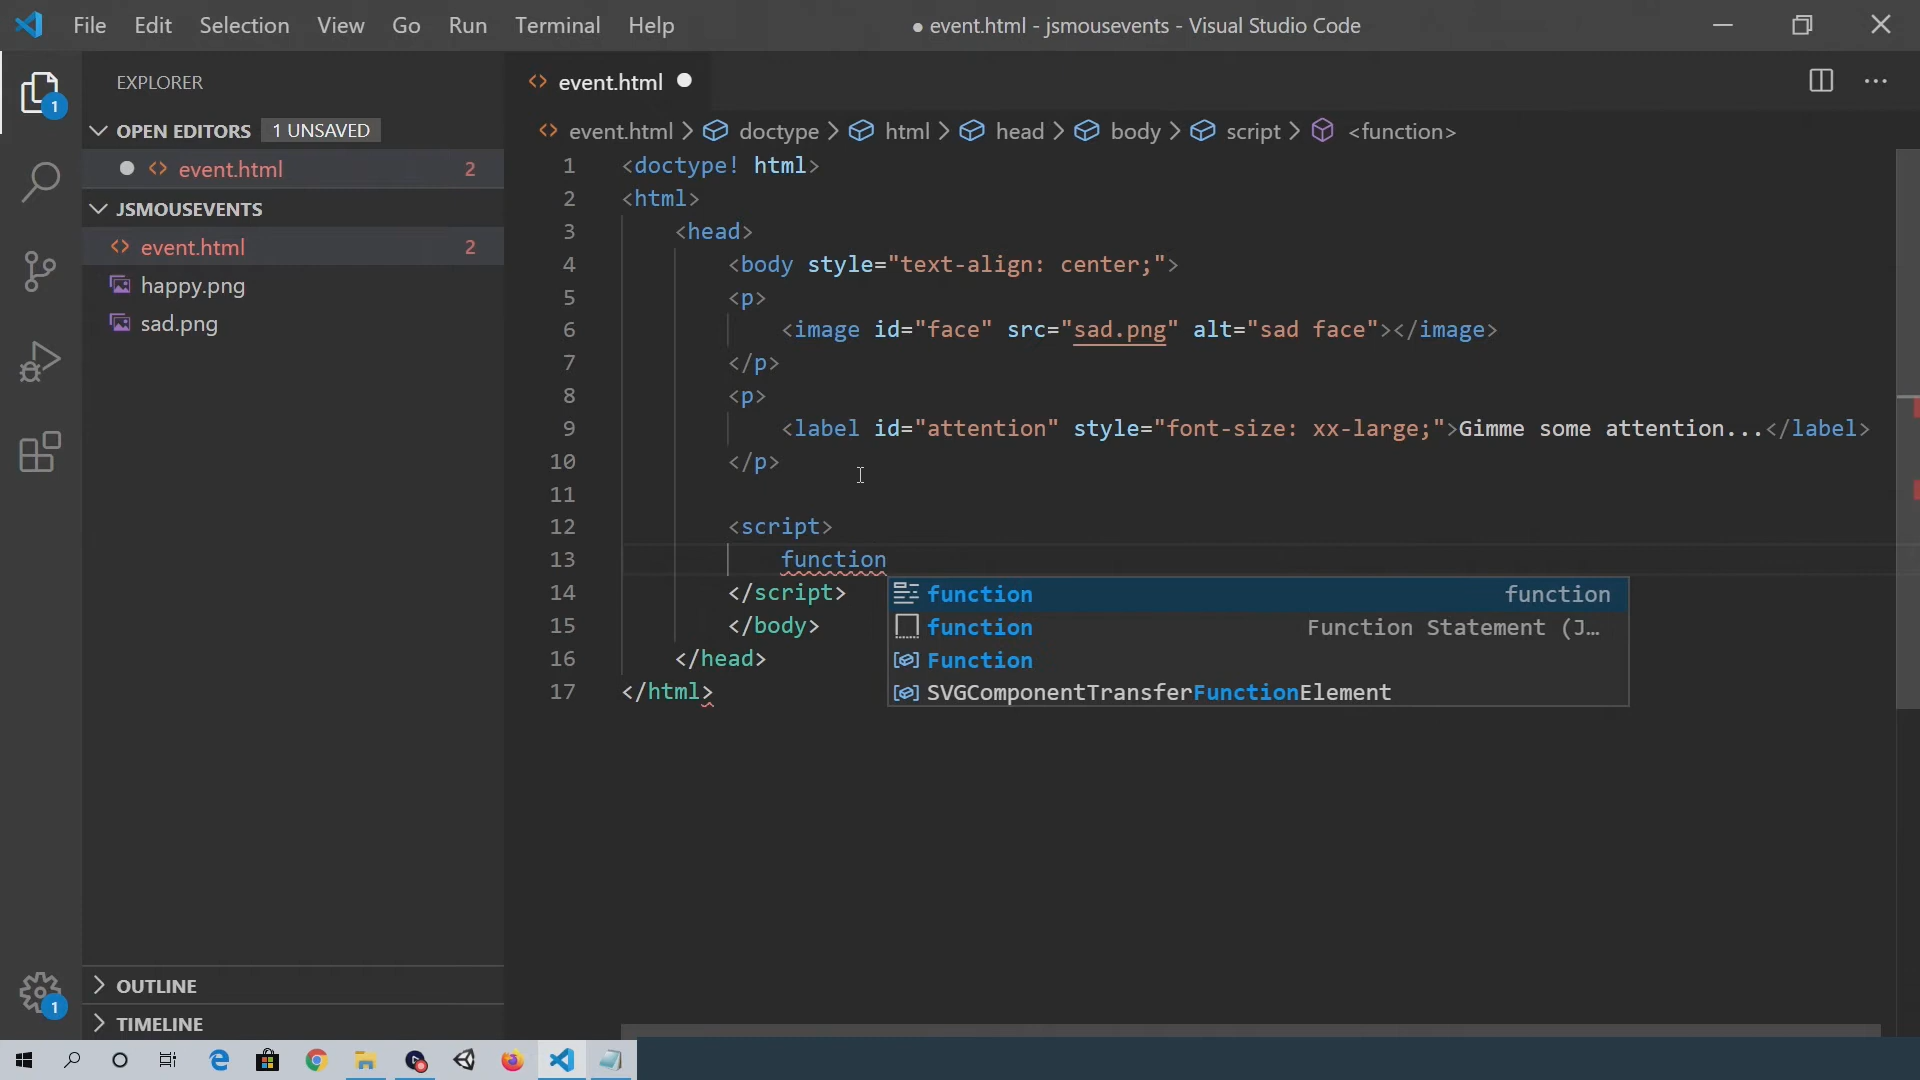 File Edit Selection View Go Run Terminal Help
● event.html - jsmousevents - Visual Studio Code
EXPLORER
OPEN EDITORS 1 UNSAVED
event.html 2
JSMOUSEVENTS
event.html 2
happy.png
sad.png
OUTLINE
TIMELINE
1
1
event.html
event.html > doctype > html > head > body > script > <function>
1 <doctype! html>
2 <html>
3 <head>
4 <body style="text-align: center;">
5 <p>
6 <image id="face" src="sad.png" alt="sad face"></image>
7 </p>
8 <p>
9 <label id="attention" style="font-size: xx-large;">Gimme some attention...</label>
10 </p>
11
12 <script>
13 function
14 </script>
15 </body>
16 </head>
17 </html>
function function
function Function Statement (J...
Function
SVGComponentTransferFunctionElement